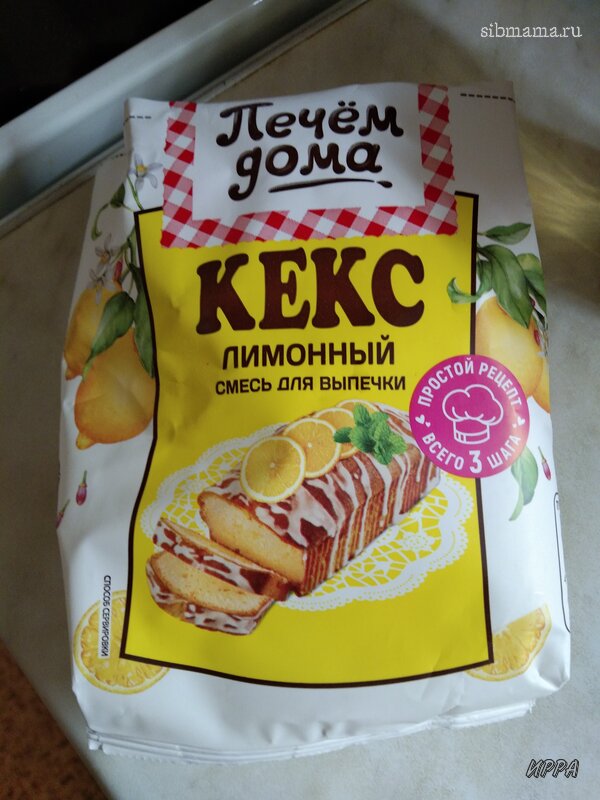 sibmama.ru
Печём
дома
КЕКС
ЛИМОННЫЙ
СМЕСЬ ДЛЯ ВЫПЕЧКИ
ПРОСТОЙ РЕЦЕПТ
ВСЕГО 3 ШАГА
СПОСОБ СЕРВИРОВКИ
ИРРА